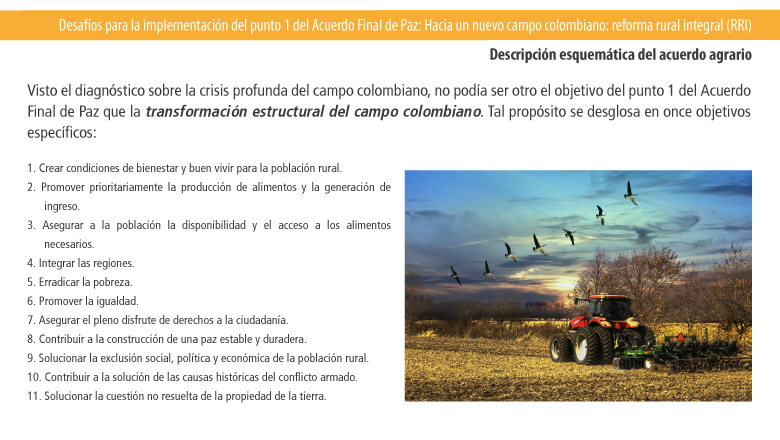 Desafíos para la implementación del punto 1 del Acuerdo Final de Paz: Hacia un nuevo campo colombiano: reforma rural integral (RRI)
Descripción esquemática del acuerdo agrario
Visto el diagnóstico sobre la crisis profunda del campo colombiano, no podía ser otro el objetivo del punto 1 del Acuerdo
Final de Paz que la transformación estructural del campo colombiano. Tal propósito se desglosa en once objetivos
específicos:
1. Crear condiciones de bienestar y buen vivir para la población rural.
2. Promover prioritariamente la producción de alimentos y la generación de
ingreso.
3. Asegurar a la población la disponibilidad y el acceso a los alimentos
necesarios.
4. Integrar las regiones.
5. Erradicar la pobreza.
6. Promover la igualdad.
7. Asegurar el pleno disfrute de derechos a la ciudadanía.
8. Contribuir a la construcción de una paz estable y duradera.
9. Solucionar la exclusión social, política y económica de la población rural.
10. Contribuir a la solución de las causas históricas del conflicto armado.
11. Solucionar la cuestión no resuelta de la propiedad de la tierra.